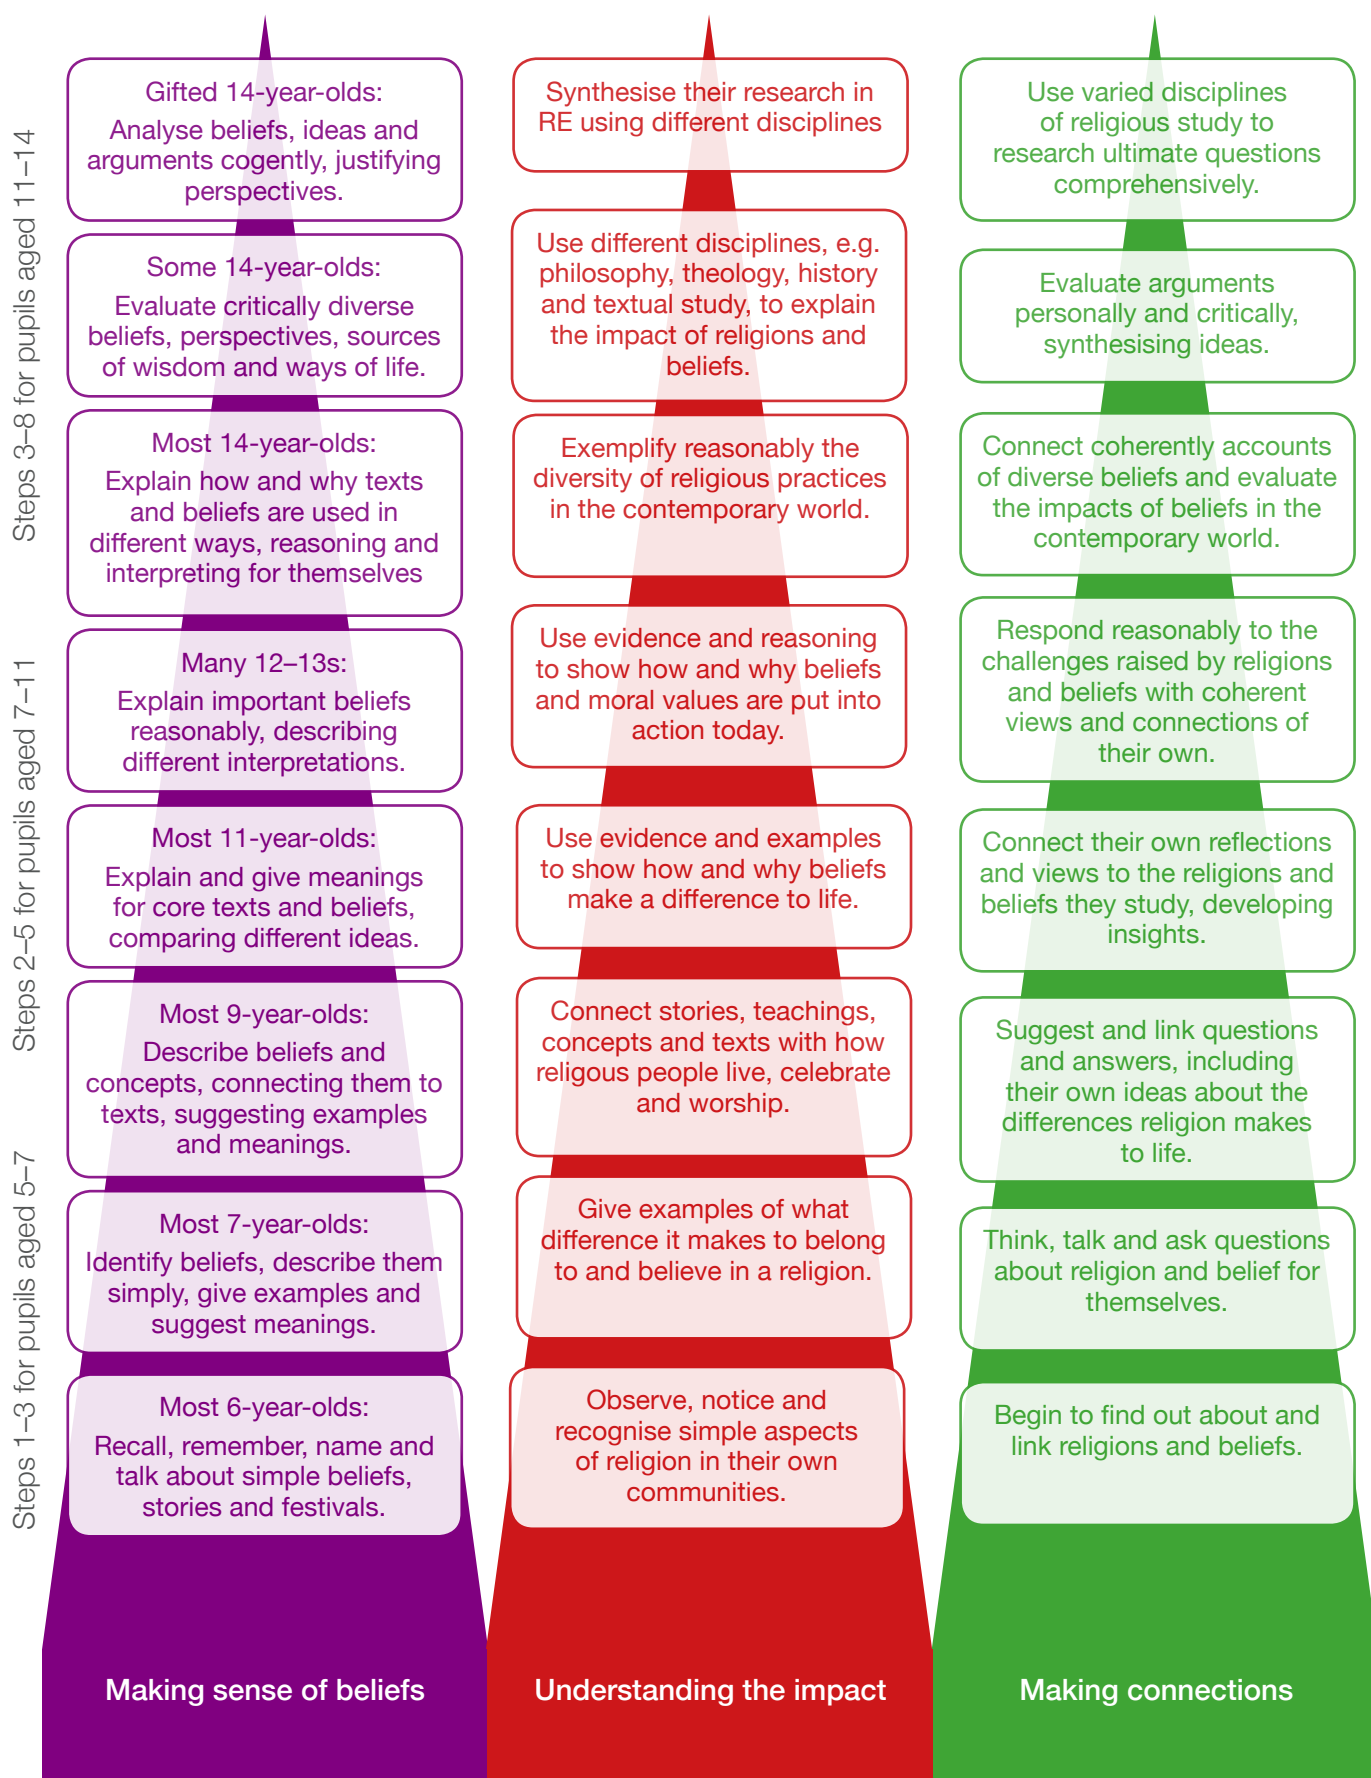 Steps 3–8 for pupils aged 11–14
Steps 2–5 for pupils aged 7–11
Steps 1–3 for pupils aged 5–7
Gifted 14-year-olds:
Analyse beliefs, ideas and
arguments cogently, justifying
perspectives.
Some 14-year-olds:
Evaluate critically diverse
beliefs, perspectives, sources
of wisdom and ways of life.
Most 14-year-olds:
Explain how and why texts
and beliefs are used in
different ways, reasoning and
interpreting for themselves
Many 12–13s:
Explain important beliefs
reasonably, describing
different interpretations.
Most 11-year-olds:
Explain and give meanings
for core texts and beliefs,
comparing different ideas.
Most 9-year-olds:
Describe beliefs and
concepts, connecting them to
texts, suggesting examples
and meanings.
Most 7-year-olds:
Identify beliefs, describe them
simply, give examples and
suggest meanings.
Most 6-year-olds:
Recall, remember, name and
talk about simple beliefs,
stories and festivals.
Making sense of beliefs
Synthesise their research in
RE using different disciplines
Use different disciplines, e.g.
philosophy, theology, history
and textual study, to explain
the impact of religions and
beliefs.
Exemplify reasonably the
diversity of religious practices
in the contemporary world.
Use evidence and reasoning
to show how and why beliefs
and moral values are put into
action today.
Use evidence and examples
to show how and why beliefs
make a difference to life.
Connect stories, teachings,
concepts and texts with how
religous people live, celebrate
and worship.
Give examples of what
difference it makes to belong
to and believe in a religion.
Observe, notice and
recognise simple aspects
of religion in their own
communities.
Understanding the impact
Use varied disciplines
of religious study to
research ultimate questions
comprehensively.
Evaluate arguments
personally and critically,
synthesising ideas.
Connect coherently accounts
of diverse beliefs and evaluate
the impacts of beliefs in the
contemporary world.
Respond reasonably to the
challenges raised by religions
and beliefs with coherent
views and connections of
their own.
Connect their own reflections
and views to the religions and
beliefs they study, developing
insights.
Suggest and link questions
and answers, including
their own ideas about the
differences religion makes
to life.
Think, talk and ask questions
about religion and belief for
themselves.
Begin to find out about and
link religions and beliefs.
Making connections